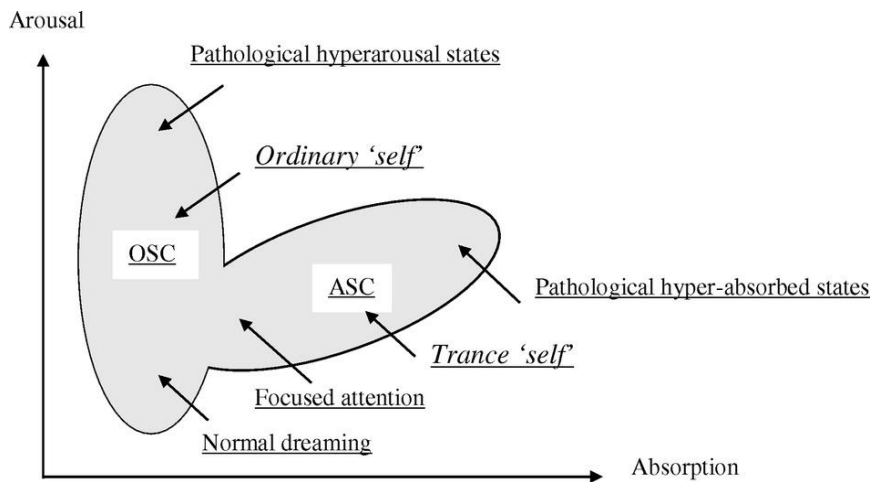 Arousal
Pathological hyperarousal states
Ordinary ‘self’
OSC
ASC
Pathological hyper-absorbed states
Trance ‘self’
Focused attention
Normal dreaming
Absorption